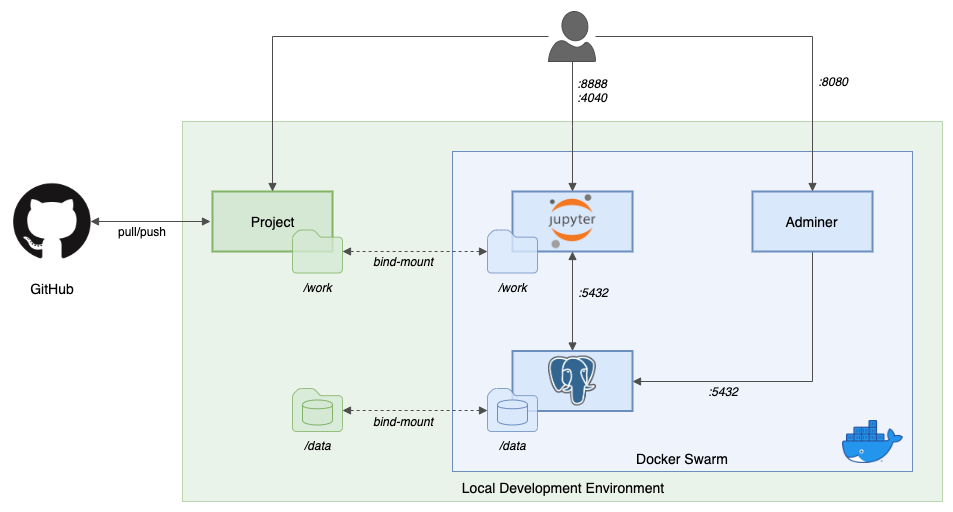 :8888
:4040
:8080
Project
jupyter
Adminer
pull/push
bind-mount
GitHub
/work
/work
:5432
:5432
bind-mount
/data
/data
Docker Swarm
Local Development Environment